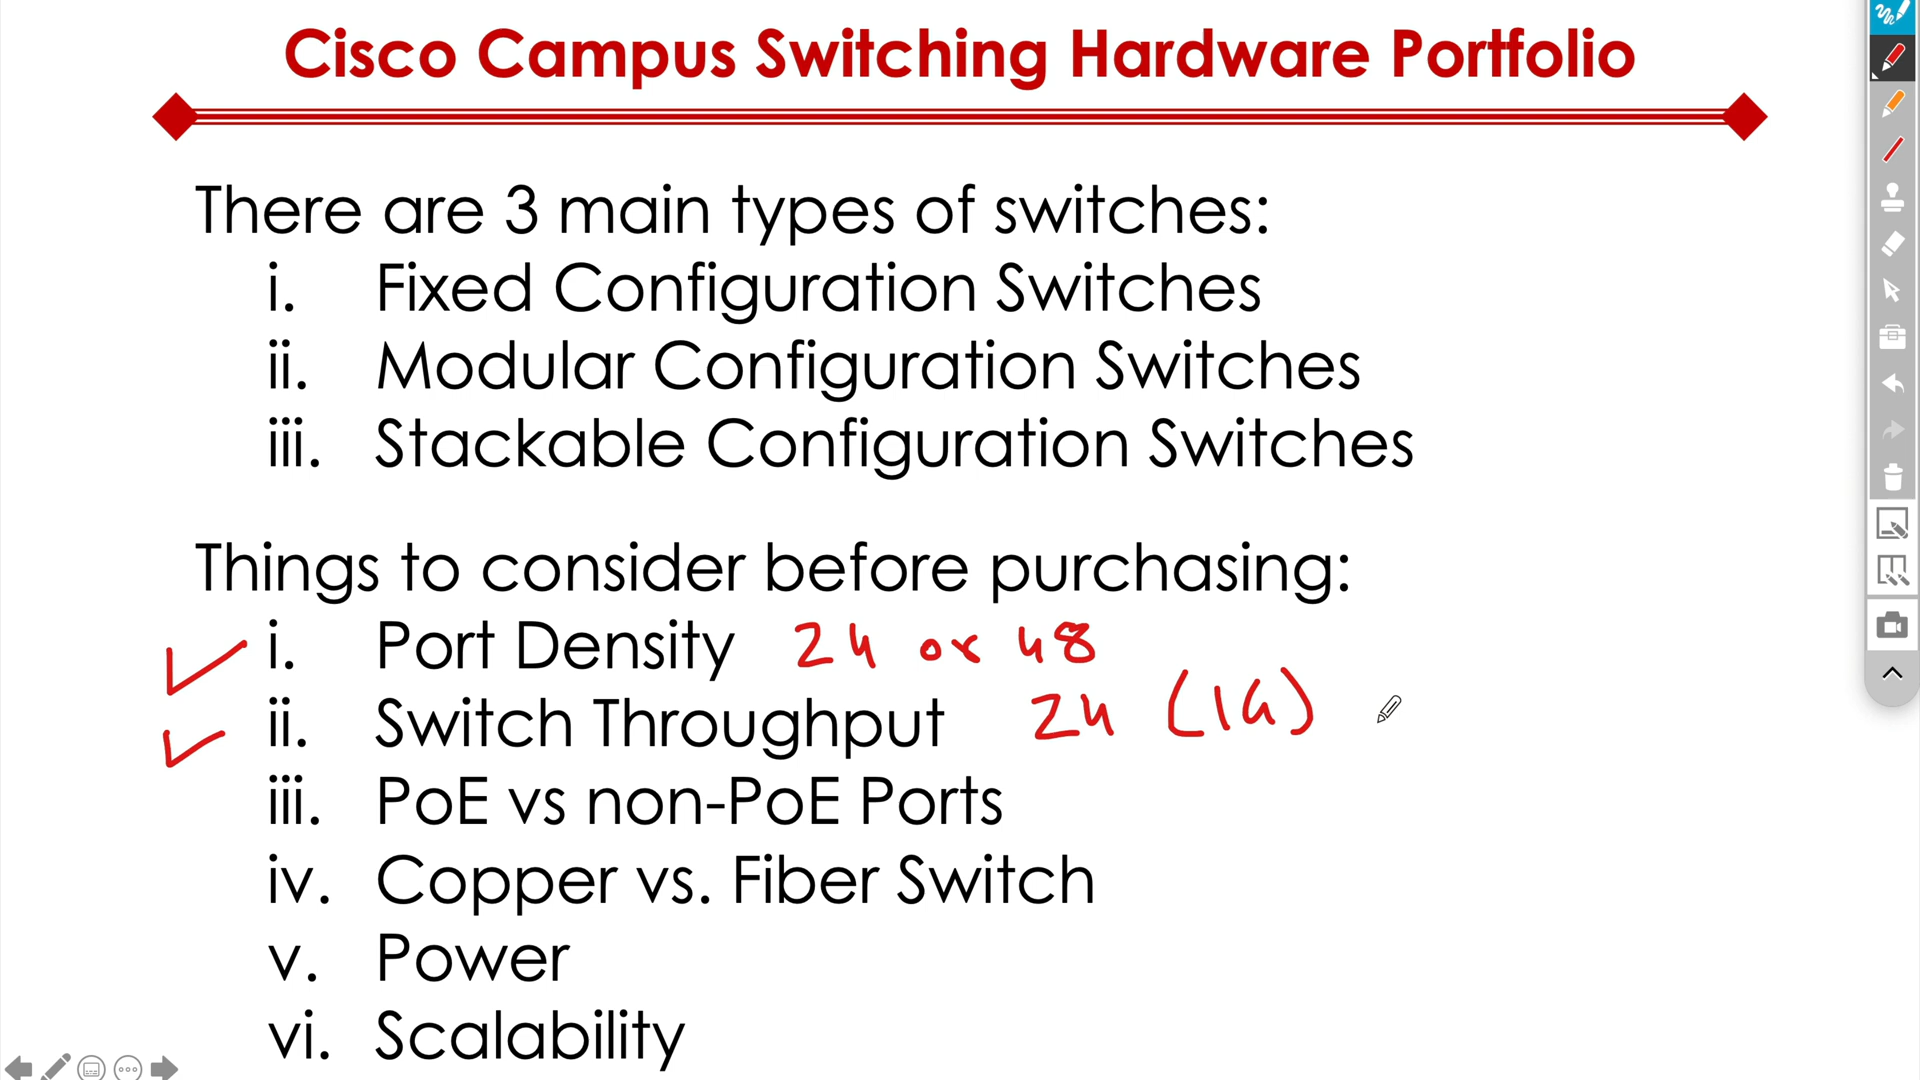 Cisco Campus Switching Hardware Portfolio
There are 3 main types of switches:
i. Fixed Configuration Switches
ii. Modular Configuration Switches
iii. Stackable Configuration Switches
Things to consider before purchasing:
i. Port Density 24 or 48
ii. Switch Throughput 24 (1G)
iii. PoE vs non-PoE Ports
iv. Copper vs. Fiber Switch
v. Power
vi. Scalability